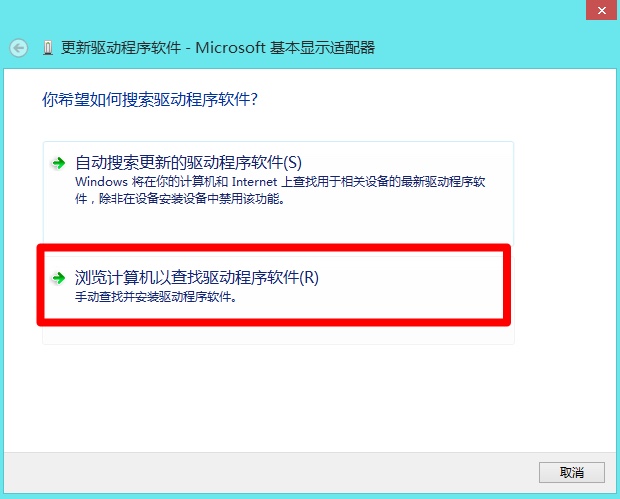 更新驱动程序软件 - Microsoft 基本显示适配器
你希望如何搜索驱动程序软件?
自动搜索更新的驱动程序软件(S)
Windows 将在你的计算机和 Internet 上查找用于相关设备的最新驱动程序软
件，除非在设备安装设备中禁用该功能。
浏览计算机以查找驱动程序软件(R)
手动查找并安装驱动程序软件。
取消